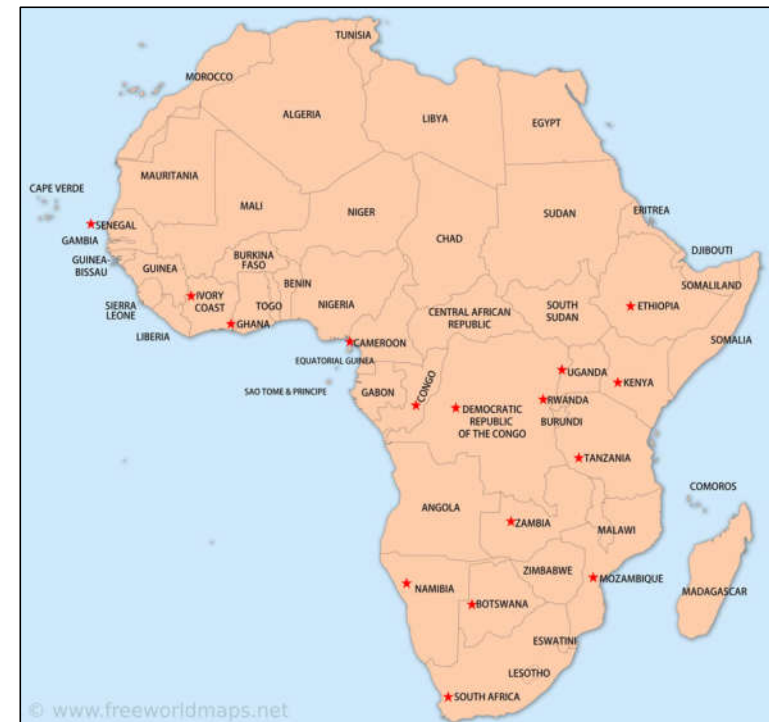 TUNISIA
MOROCCO
ALGERIA
LIBYA
EGYPT
MAURITANIA
CAPE VERDE
MALI
NIGER
SUDAN
ERITREA
SENEGAL
CHAD
GAMBIA
GUINEA-
BISSAU
DJIBOUTI
BURKINA
FASO
GUINEA
BENIN
SOMALILAND
IVORY
COAST
SIERRA
LEONE
TOGO
NIGERIA
CENTRAL AFRICAN
REPUBLIC
SOUTH
SUDAN
ETHIOPIA
GHANA
LIBERIA
CAMEROON
SOMALIA
EQUATORIAL GUINEA
UGANDA
KENYA
SAO TOME & PRINCIPE
GABON
CONGO
RWANDA
DEMOCRATIC
REPUBLIC
OF THE CONGO
BURUNDI
TANZANIA
COMOROS
ANGOLA
ZAMBIA
MALAWI
ZIMBABWE
MOZAMBIQUE
NAMIBIA
MADAGASCAR
BOTSWANA
ESWATINI
LESOTHO
SOUTH AFRICA
© www.freeworldmaps.net